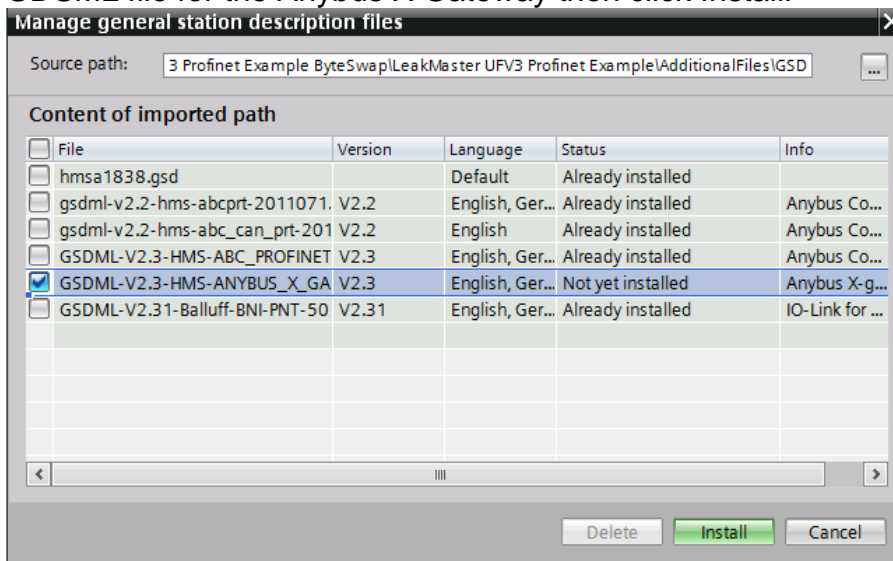 Manage general station description files
Source path: 3 Profinet Example ByteSwap\LeakMaster UFV3 Profinet Example\AdditionalFiles\GSD ...
Content of imported path
File Version Language Status Info
hmsa1838.gsd Default Already installed
gsdml-v2.2-hms-abcprt-2011071. V2.2 English, Ger... Already installed Anybus Co...
gsdml-v2.2-hms-abc_can_prt-201 V2.2 English Already installed Anybus Co...
GSDML-V2.3-HMS-ABC_PROFINET V2.3 English, Ger... Already installed Anybus Co...
GSDML-V2.3-HMS-ANYBUS_X_GA V2.3 English, Ger... Not yet installed Anybus X-g...
GSDML-V2.31-Balluff-BNI-PNT-50 V2.31 English, Ger... Already installed IO-Link for ...
Delete Install Cancel